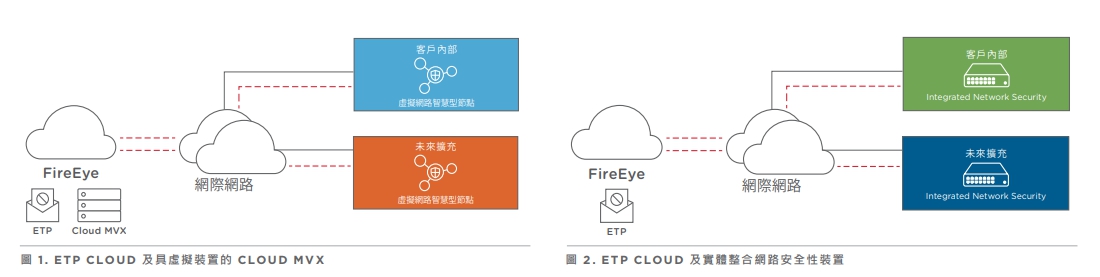 客戶內部
虛擬網路智慧型節點
未來擴充
虛擬網路智慧型節點
FireEye
網際網路
ETP
Cloud MVX
圖 1. ETP CLOUD 及具虛擬裝置的 CLOUD MVX
客戶內部
Integrated Network Security
未來擴充
Integrated Network Security
FireEye
網際網路
ETP
圖 2. ETP CLOUD 及實體整合網路安全性裝置